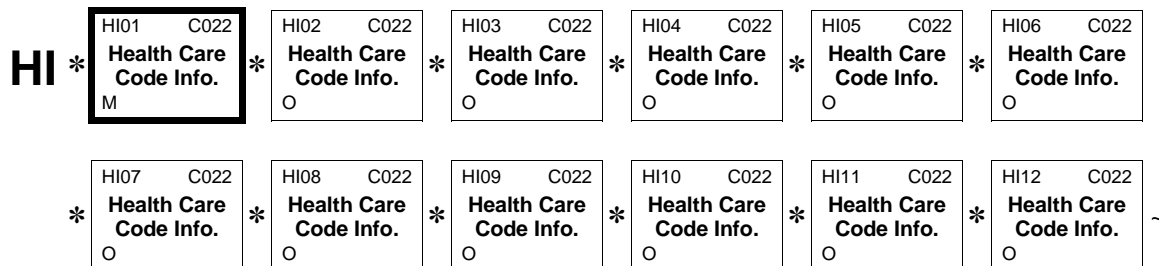 HI01 C022 HI02 C022 HI03 C022 HI04 C022 HI05 C022 HI06 C022
HI * Health Care * Health Care * Health Care * Health Care * Health Care * Health Care
Code Info. Code Info. Code Info. Code Info. Code Info. Code Info.
M O O O O O
HI07 C022 HI08 C022 HI09 C022 HI10 C022 HI11 C022 HI12 C022
* Health Care * Health Care * Health Care * Health Care * Health Care * Health Care ~
Code Info. Code Info. Code Info. Code Info. Code Info. Code Info.
O O O O O O